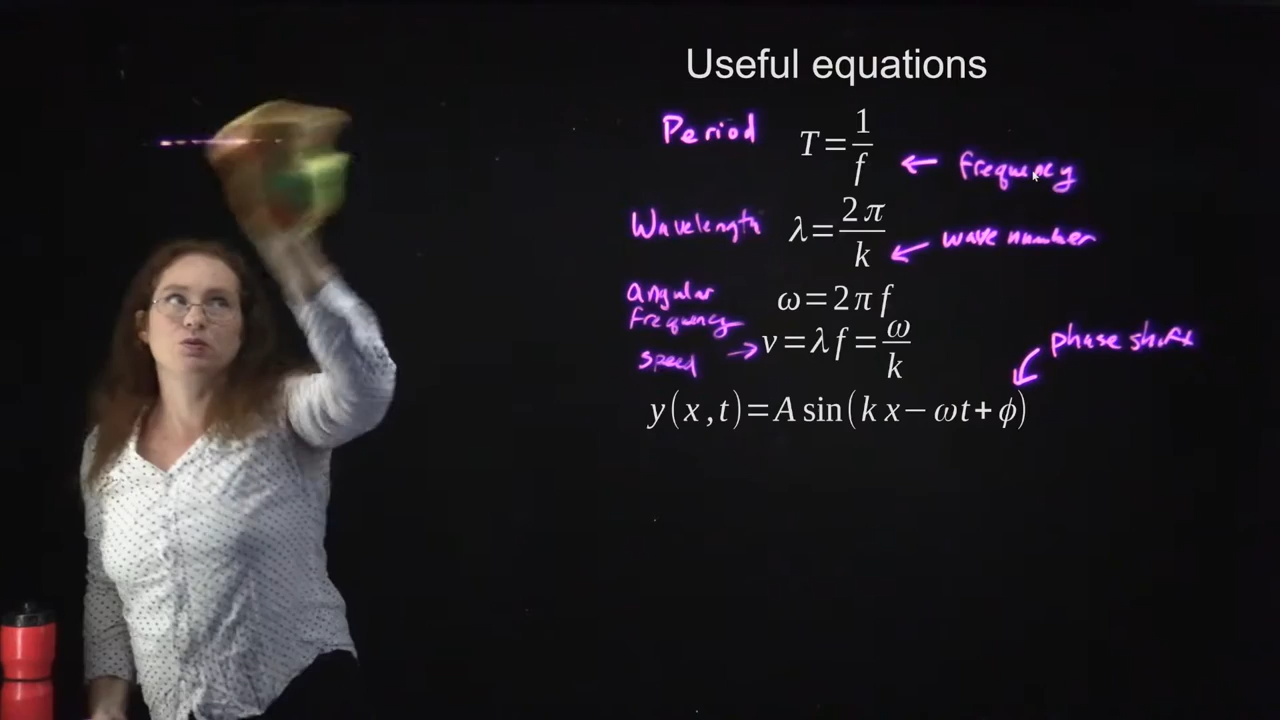 Useful equations
Period T = 1/f ← frequency
Wavelength λ = 2π/k ← wave number
angular frequency ω = 2πf
speed → v = λf = ω/k
phase shift
y(x,t) = A sin(kx − ωt + ϕ)